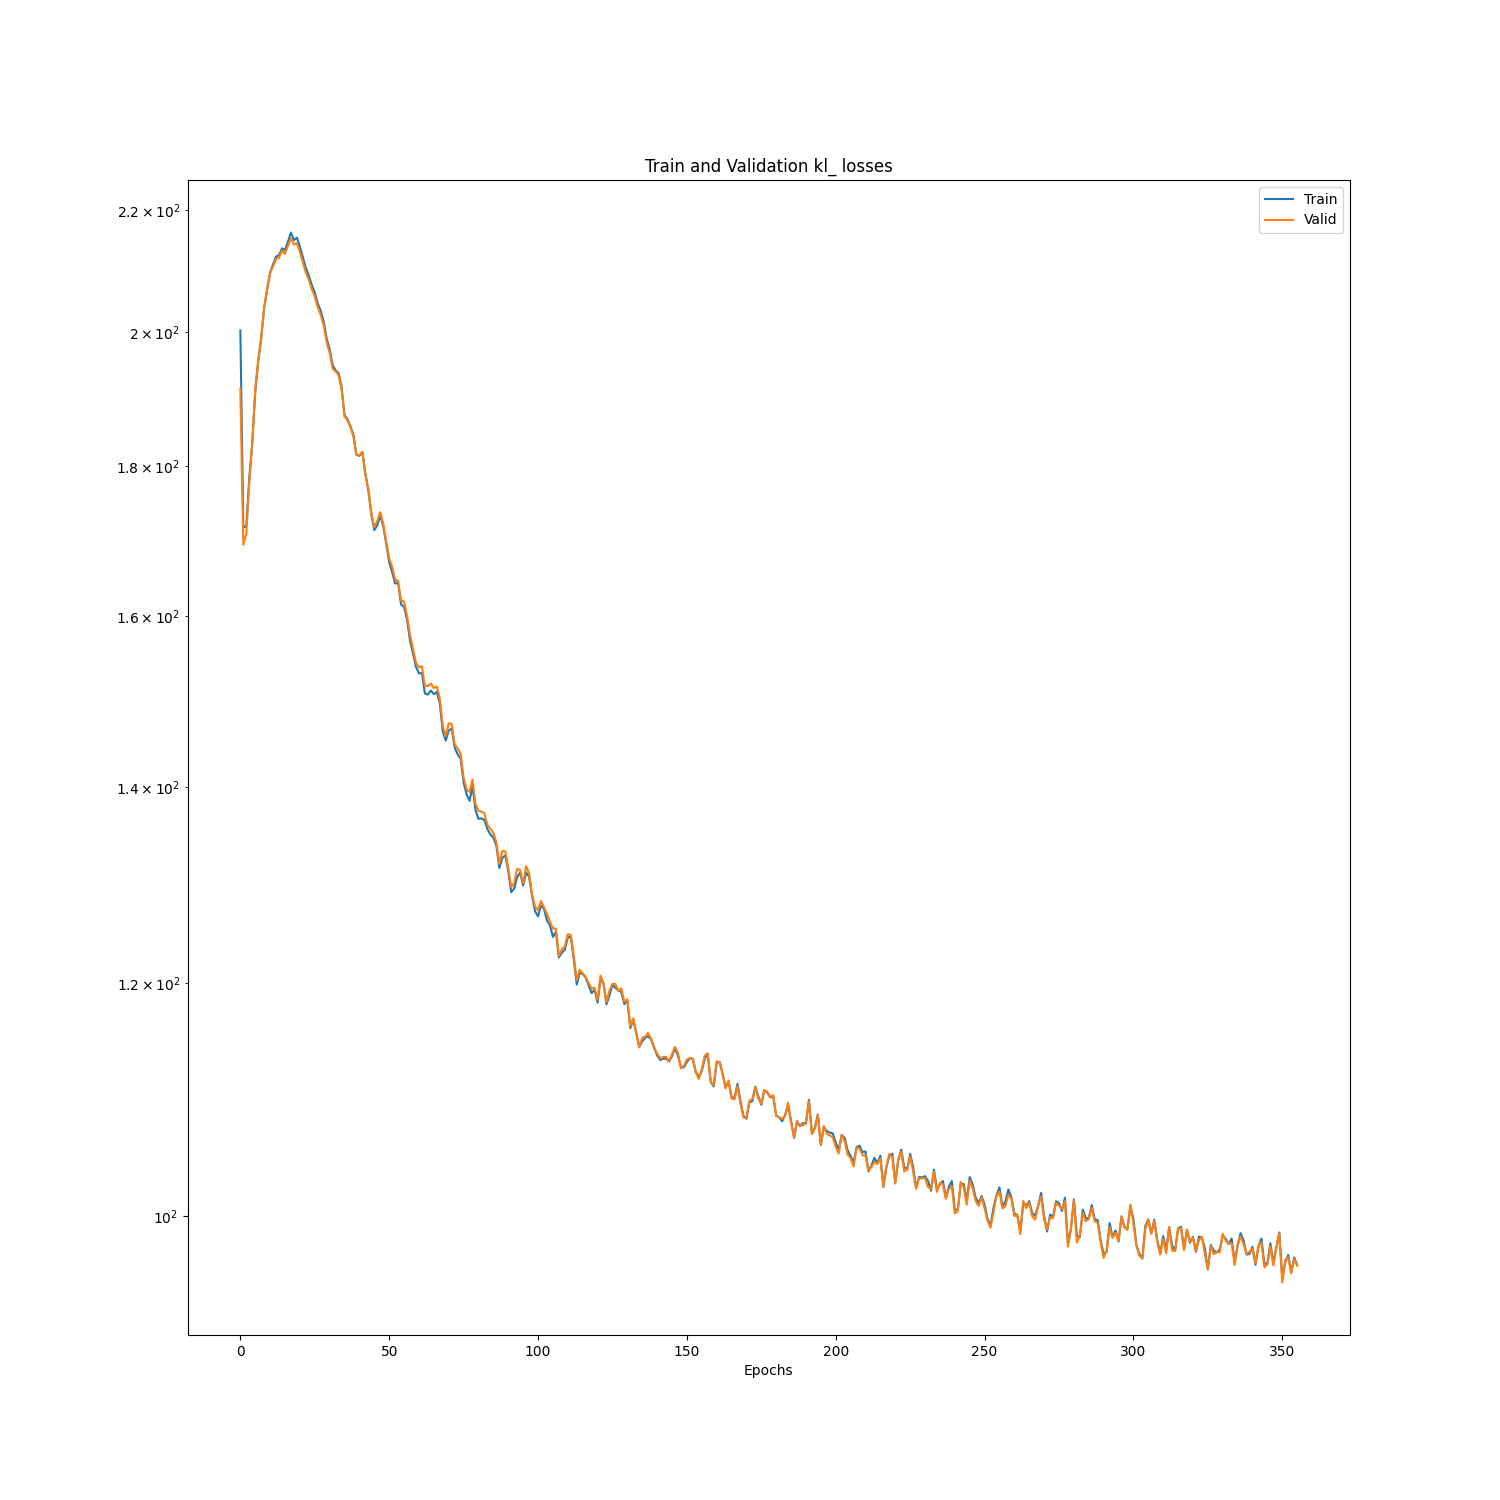 Train and Validation kl_ losses
Train
Valid
2.2 × 10²
2 × 10²
1.8 × 10²
1.6 × 10²
1.4 × 10²
1.2 × 10²
10²
0 50 100 150 200 250 300 350
Epochs